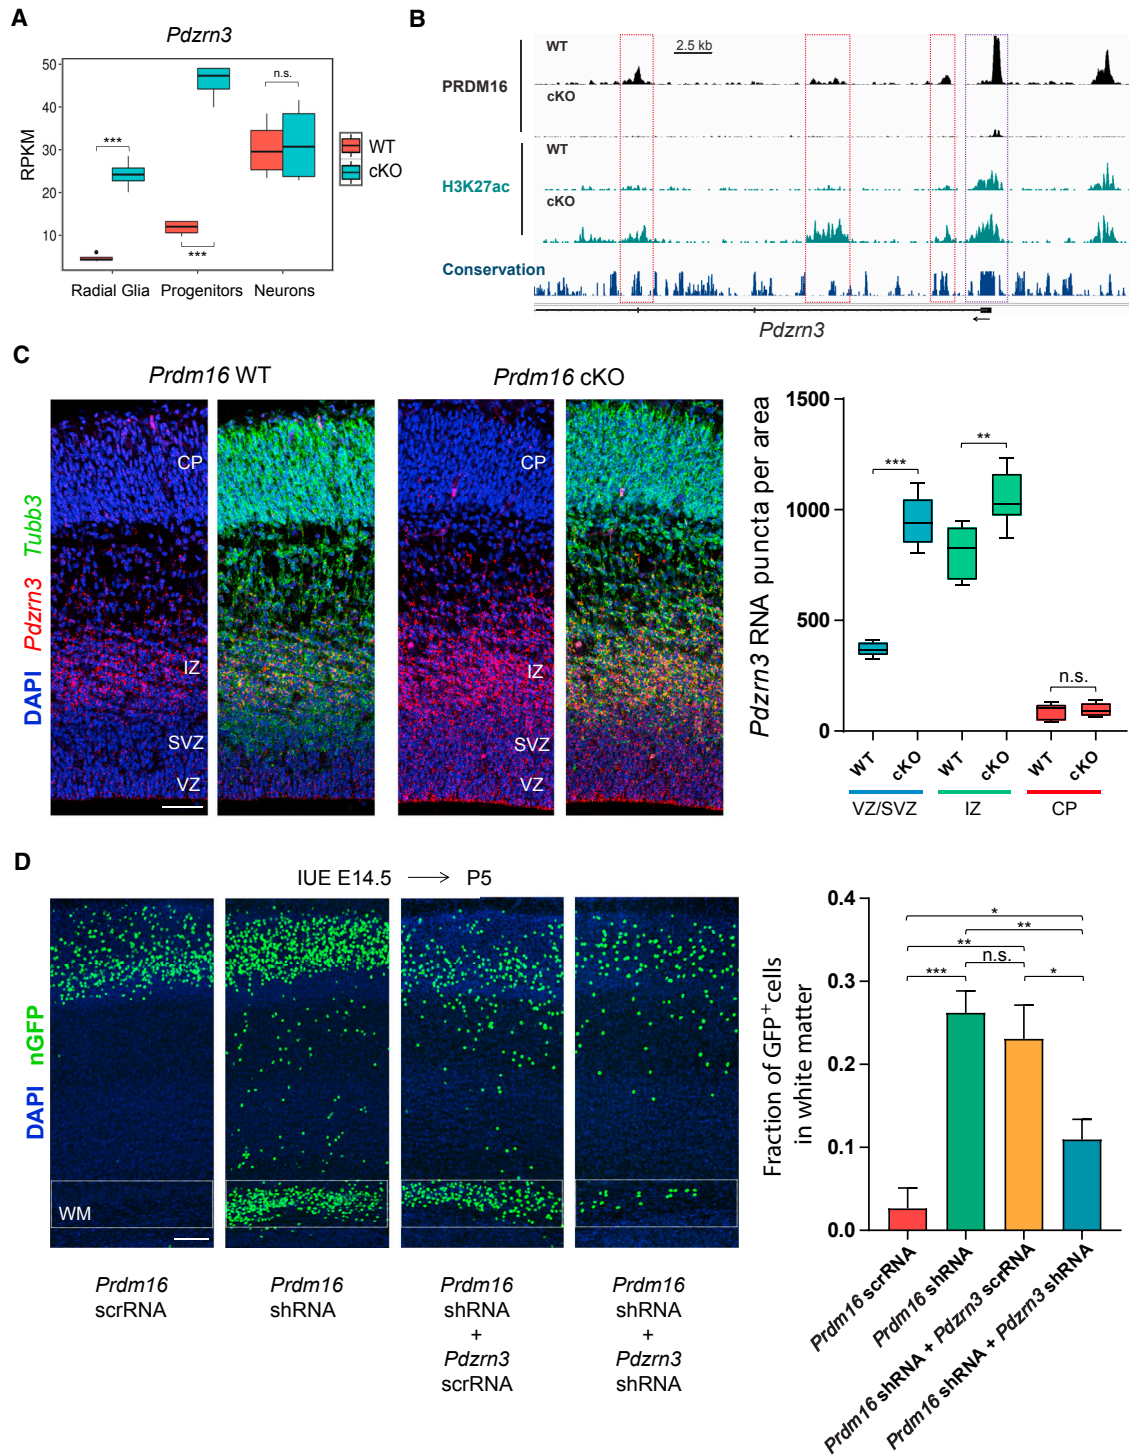 A
Pdzrn3
50
40
30
20
10
RPKM
***
***
n.s.
WT
cKO
Radial Glia Progenitors Neurons
B
2.5 kb
PRDM16
WT
cKO
H3K27ac
WT
cKO
Conservation
Pdzrn3
C
Prdm16 WT
Prdm16 cKO
DAPI Pdzrn3 Tubb3
CP
IZ
SVZ
VZ
CP
IZ
SVZ
VZ
Pdzrn3 RNA puncta per area
1500
1000
500
0
***
**
n.s.
WT
cKO
WT
cKO
WT
cKO
VZ/SVZ
IZ
CP
D
IUE E14.5 → P5
DAPI nGFP
WM
Prdm16
scrRNA
Prdm16
shRNA
Prdm16
shRNA
+
Pdzrn3
scrRNA
Prdm16
shRNA
+
Pdzrn3
shRNA
Fraction of GFP+cells
in white matter
0.4
0.3
0.2
0.1
0.0
*
**
**
n.s.
***
*
Prdm16 scrRNA
Prdm16 shRNA
Prdm16 shRNA + Pdzrn3 scrRNA
Prdm16 shRNA + Pdzrn3 shRNA